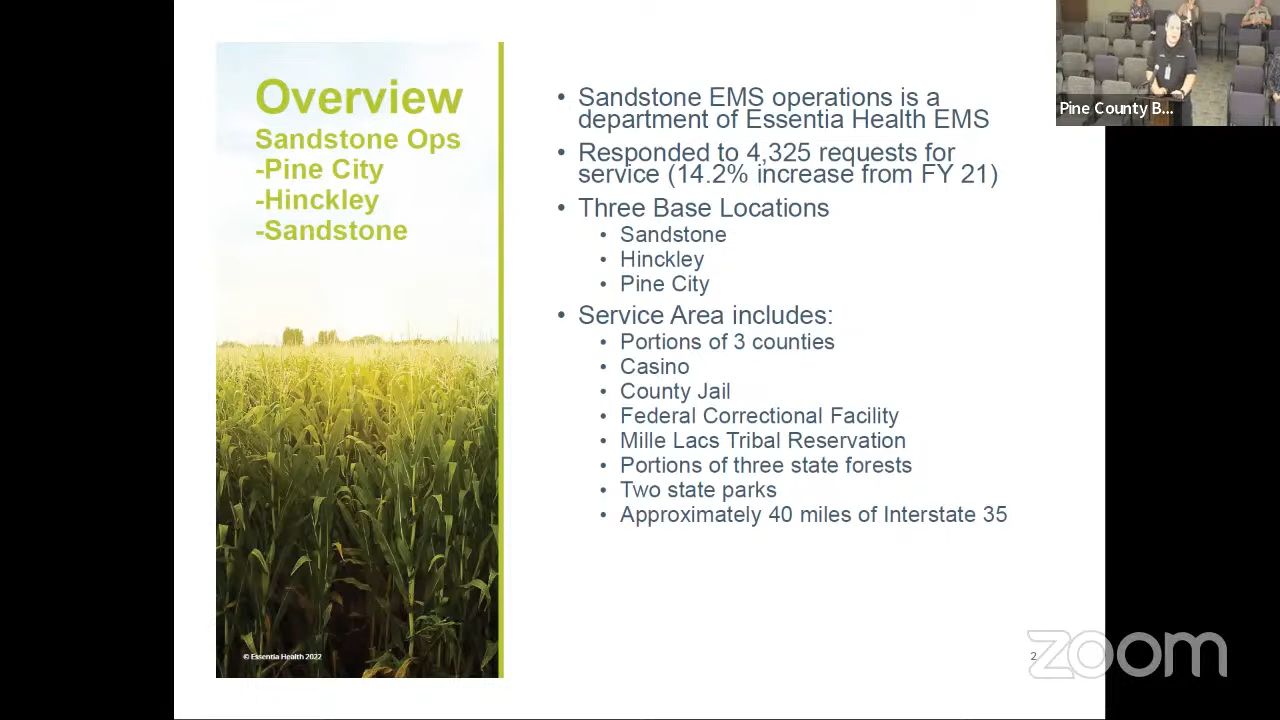 Overview
Sandstone Ops
-Pine City
-Hinckley
-Sandstone
© Essentia Health 2022
• Sandstone EMS operations is a
department of Essentia Health EMS
• Responded to 4,325 requests for
service (14.2% increase from FY 21)
• Three Base Locations
• Sandstone
• Hinckley
• Pine City
• Service Area includes:
• Portions of 3 counties
• Casino
• County Jail
• Federal Correctional Facility
• Mille Lacs Tribal Reservation
• Portions of three state forests
• Two state parks
• Approximately 40 miles of Interstate 35
2
Pine County B...
zoom